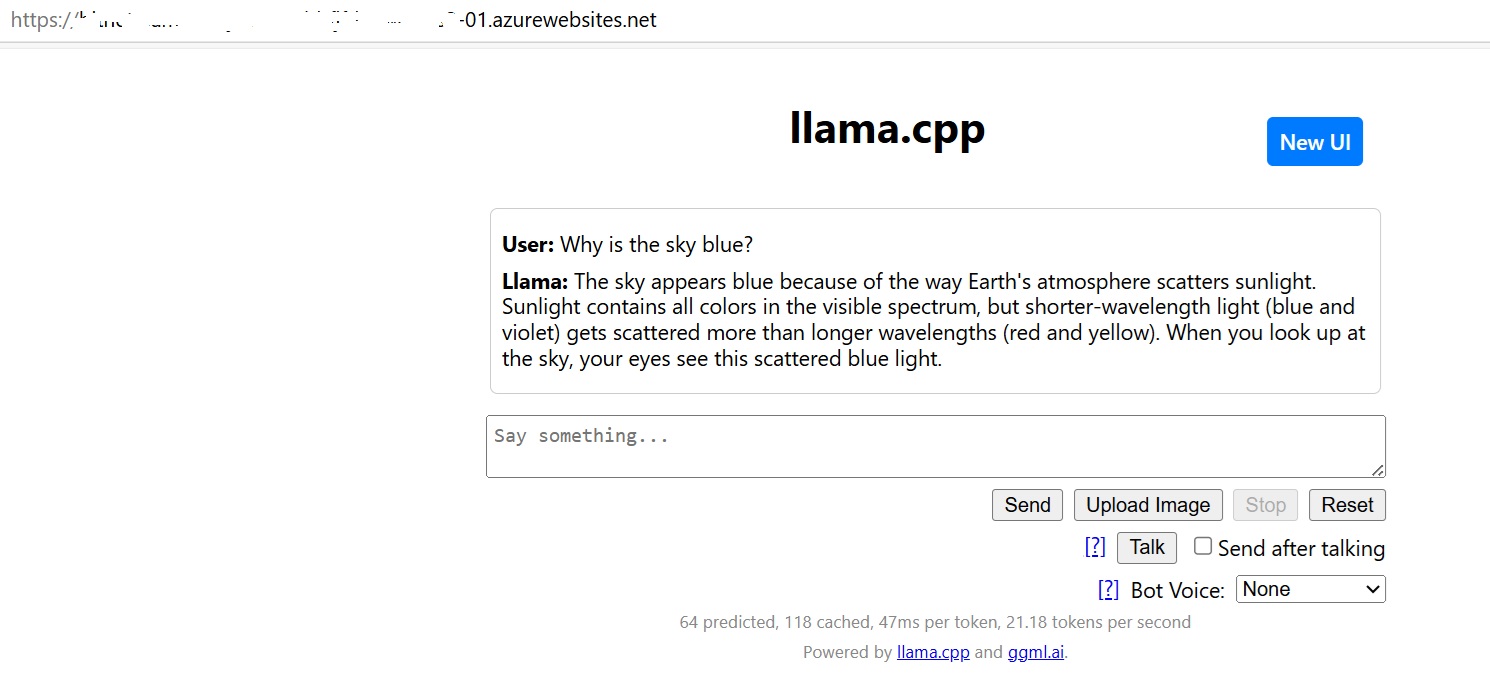 https://
-01.azurewebsites.net
llama.cpp
New UI
User: Why is the sky blue?
Llama: The sky appears blue because of the way Earth's atmosphere scatters sunlight.
Sunlight contains all colors in the visible spectrum, but shorter-wavelength light (blue and
violet) gets scattered more than longer wavelengths (red and yellow). When you look up at
the sky, your eyes see this scattered blue light.
Say something...
Send Upload Image Stop Reset
[?] Talk Send after talking
[?] Bot Voice: None
64 predicted, 118 cached, 47ms per token, 21.18 tokens per second
Powered by llama.cpp and ggml.ai.